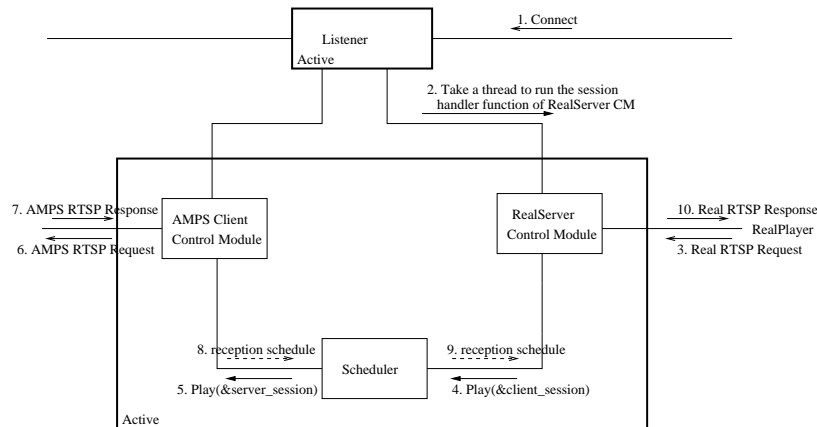 1. Connect
Listener
Active
2. Take a thread to run the session
handler function of RealServer CM
7. AMPS RTSP Response
AMPS Client
Control Module
6. AMPS RTSP Request
RealServer
Control Module
10. Real RTSP Response
RealPlayer
3. Real RTSP Request
8. reception schedule
9. reception schedule
Scheduler
5. Play(&server_session)
4. Play(&client_session)
Active